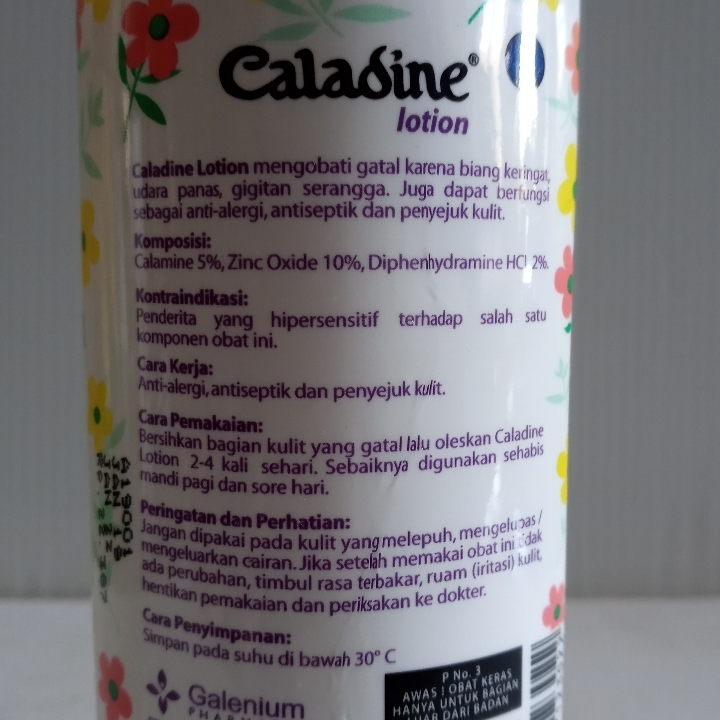 Caladine®
lotion
Caladine Lotion mengobati gatal karena biang keringat,
udara panas, gigitan serangga. Juga dapat berfungsi
sebagai anti-alergi, antiseptik dan penyejuk kulit.
Komposisi:
Calamine 5%, Zinc Oxide 10%, Diphenhydramine HCl 2%.
Kontraindikasi:
Penderita yang hipersensitif terhadap salah satu
komponen obat ini.
Cara Kerja:
Anti-alergi, antiseptik dan penyejuk kulit.
Cara Pemakaian:
Bersihkan bagian kulit yang gatal lalu oleskan Caladine
Lotion 2-4 kali sehari. Sebaiknya digunakan sehabis
mandi pagi dan sore hari.
Peringatan dan Perhatian:
Jangan dipakai pada kulit yang melepuh, mengelupas /
mengeluarkan cairan. Jika setelah memakai obat ini tidak
ada perubahan, timbul rasa terbakar, ruam (iritasi) kulit,
hentikan pemakaian dan periksakan ke dokter.
Cara Penyimpanan:
Simpan pada suhu di bawah 30° C
Galenium
P No. 3
AWAS ! OBAT KERAS
HANYA UNTUK BAGIAN
LUAR DARI BADAN
A19001